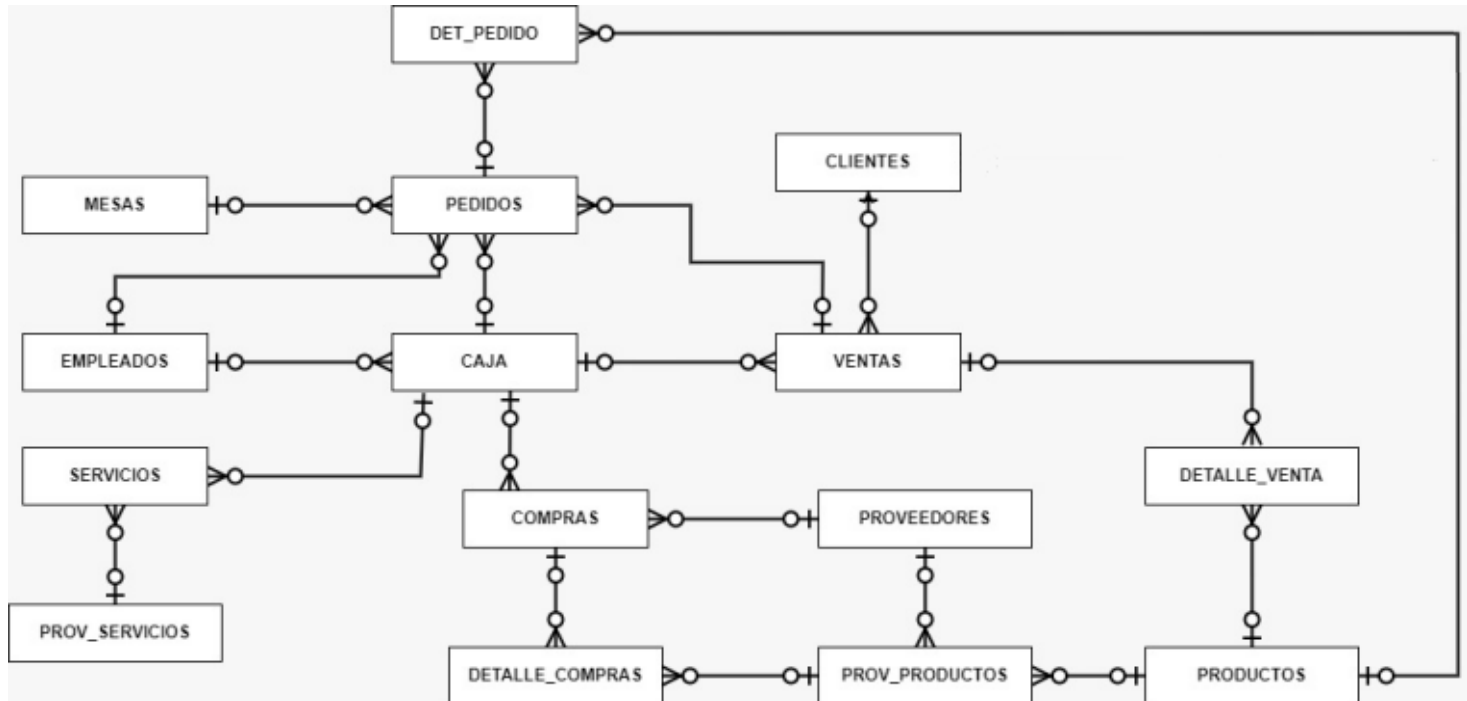 DET_PEDIDO
CLIENTES
MESAS
PEDIDOS
EMPLEADOS
CAJA
VENTAS
SERVICIOS
DETALLE_VENTA
COMPRAS
PROVEEDORES
PROV_SERVICIOS
DETALLE_COMPRAS
PROV_PRODUCTOS
PRODUCTOS